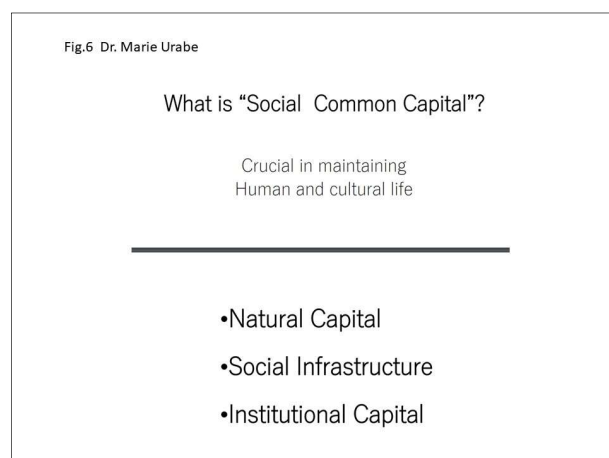 Fig.6 Dr. Marie Urabe
What is “Social Common Capital”?
Crucial in maintaining
Human and cultural life
•Natural Capital
•Social Infrastructure
•Institutional Capital